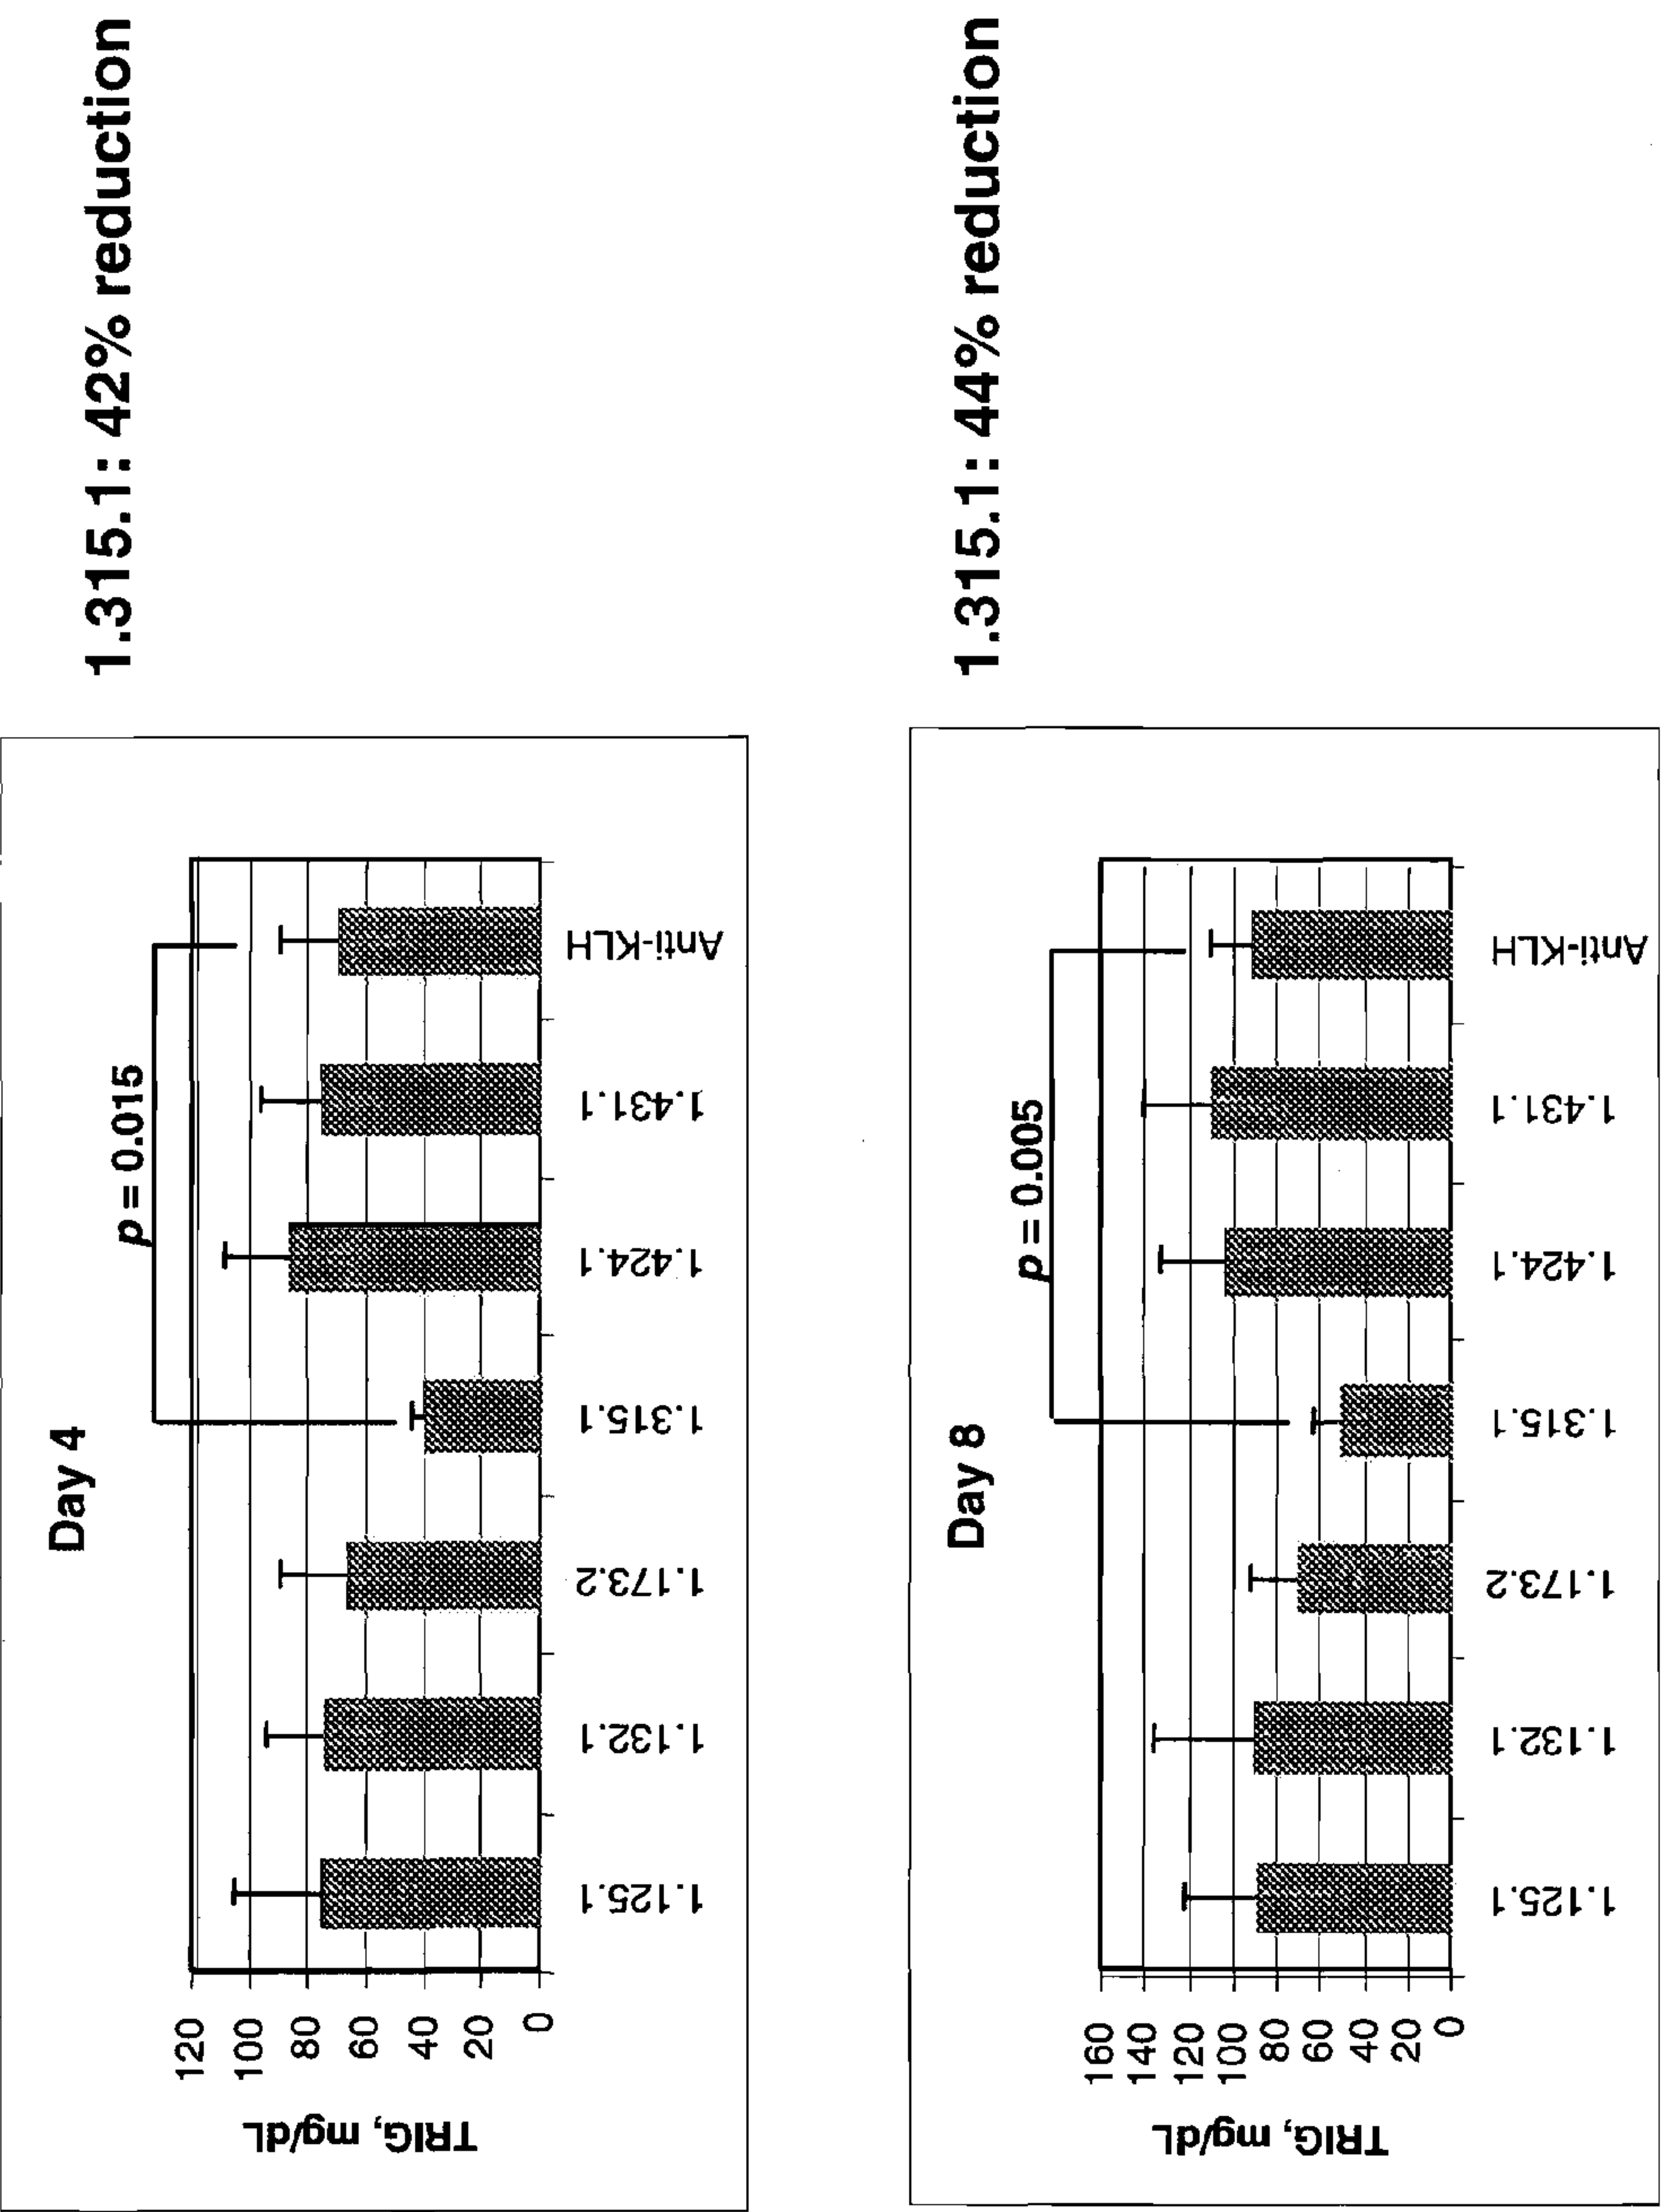 Day 4
1.315.1: 42% reduction
p = 0.015
TRIG, mg/dL
120
100
80
60
40
20
0
1.125.1
1.132.1
1.173.2
1.315.1
1.424.1
1.431.1
Anti-KLH
Day 8
1.315.1: 44% reduction
p = 0.005
TRIG, mg/dL
160
140
120
100
80
60
40
20
0
1.125.1
1.132.1
1.173.2
1.315.1
1.424.1
1.431.1
Anti-KLH